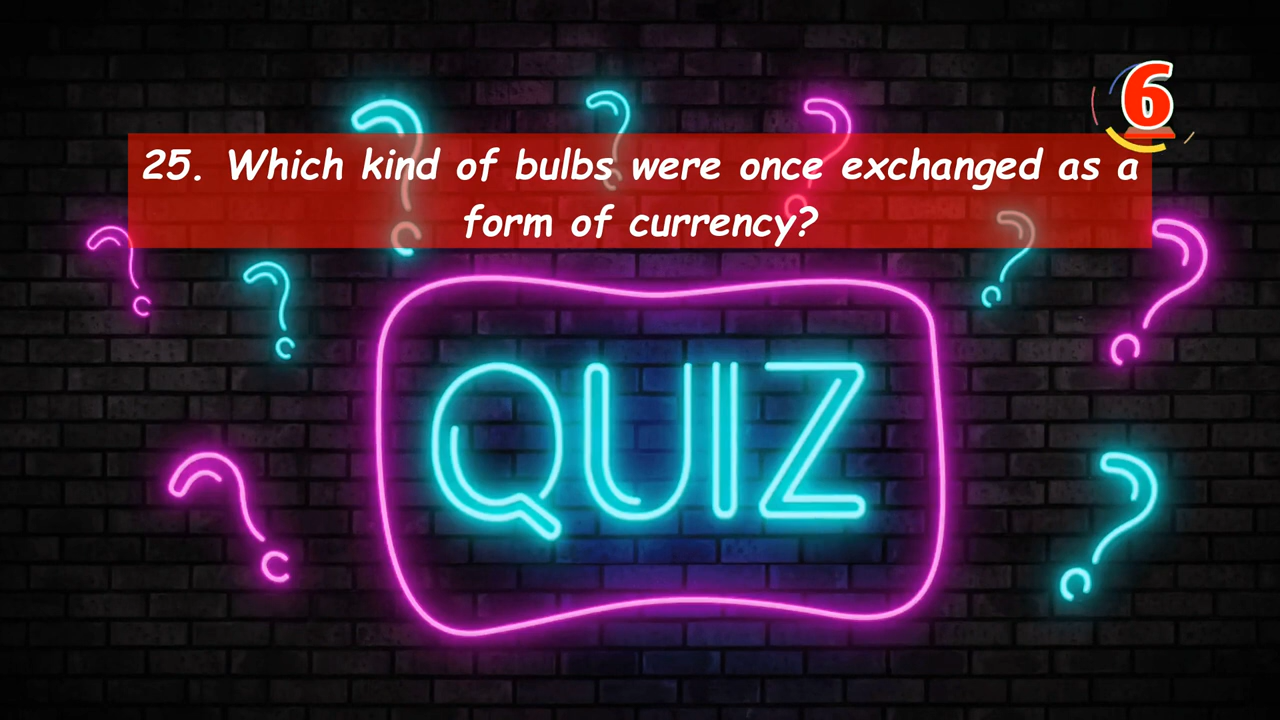 6
25. Which kind of bulbs were once exchanged as a
form of currency?
QUIZ